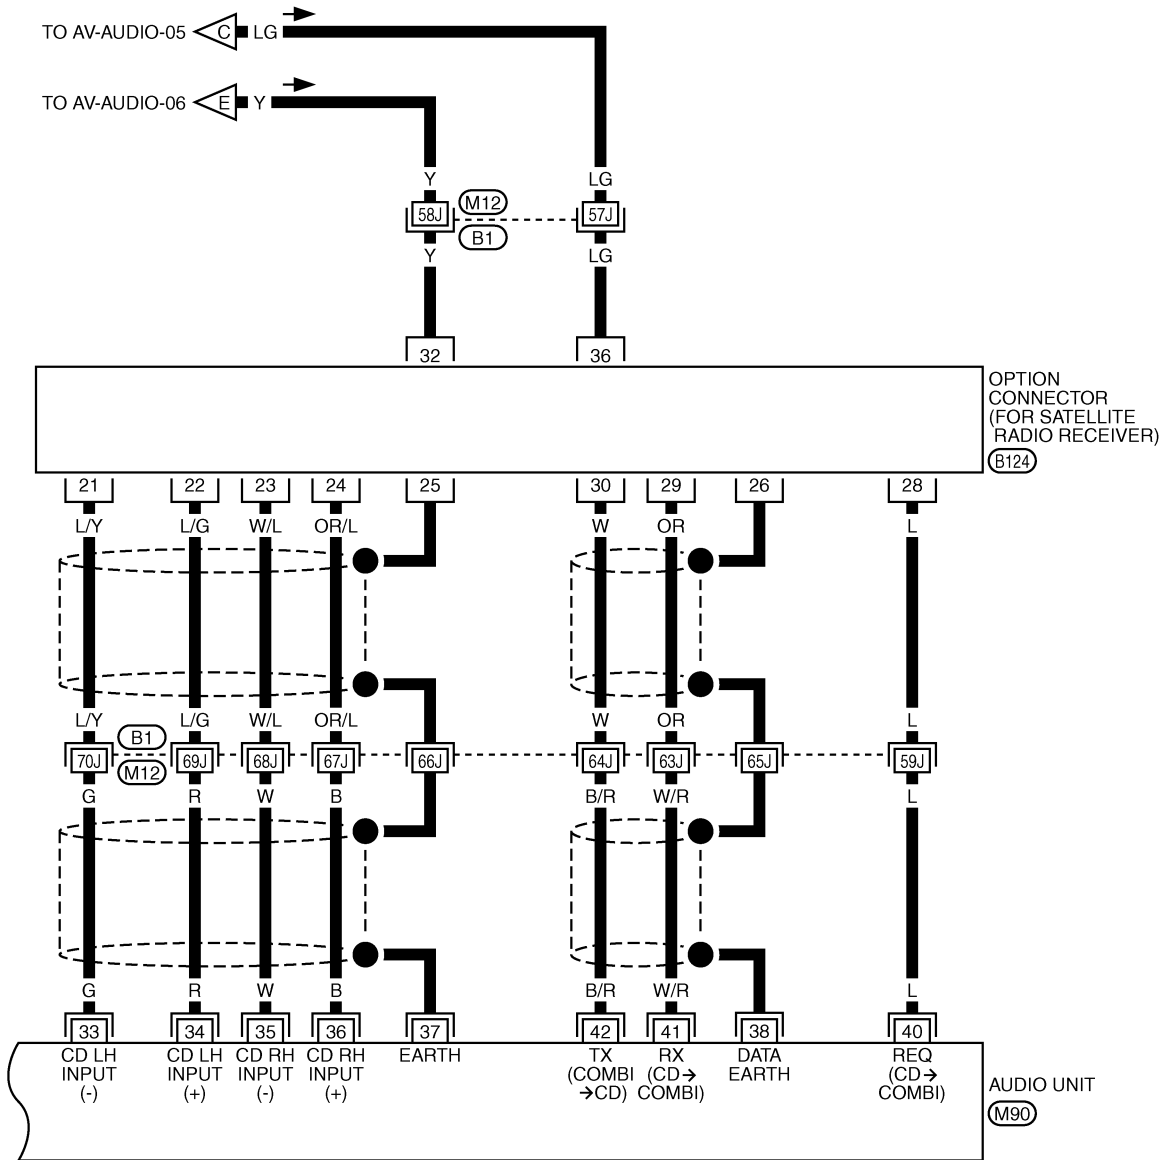 TO AV-AUDIO-05 C LG
TO AV-AUDIO-06 E Y
Y LG
58J M12 57J
B1
Y LG
32 36
OPTION
CONNECTOR
(FOR SATELLITE
RADIO RECEIVER)
B124
21 22 23 24 25 30 29 26 28
L/Y L/G W/L OR/L W OR L
L/Y L/G W/L OR/L W OR L
B1
70J 69J 68J 67J 66J 64J 63J 65J 59J
M12
G R W B B/R W/R L
G R W B B/R W/R L
33 34 35 36 37 42 41 38 40
CD LH CD LH CD RH CD RH EARTH TX RX DATA REQ
INPUT INPUT INPUT INPUT (COMBI (CD→ EARTH (CD→
(-) (+) (-) (+) →CD) COMBI) COMBI)
AUDIO UNIT
M90